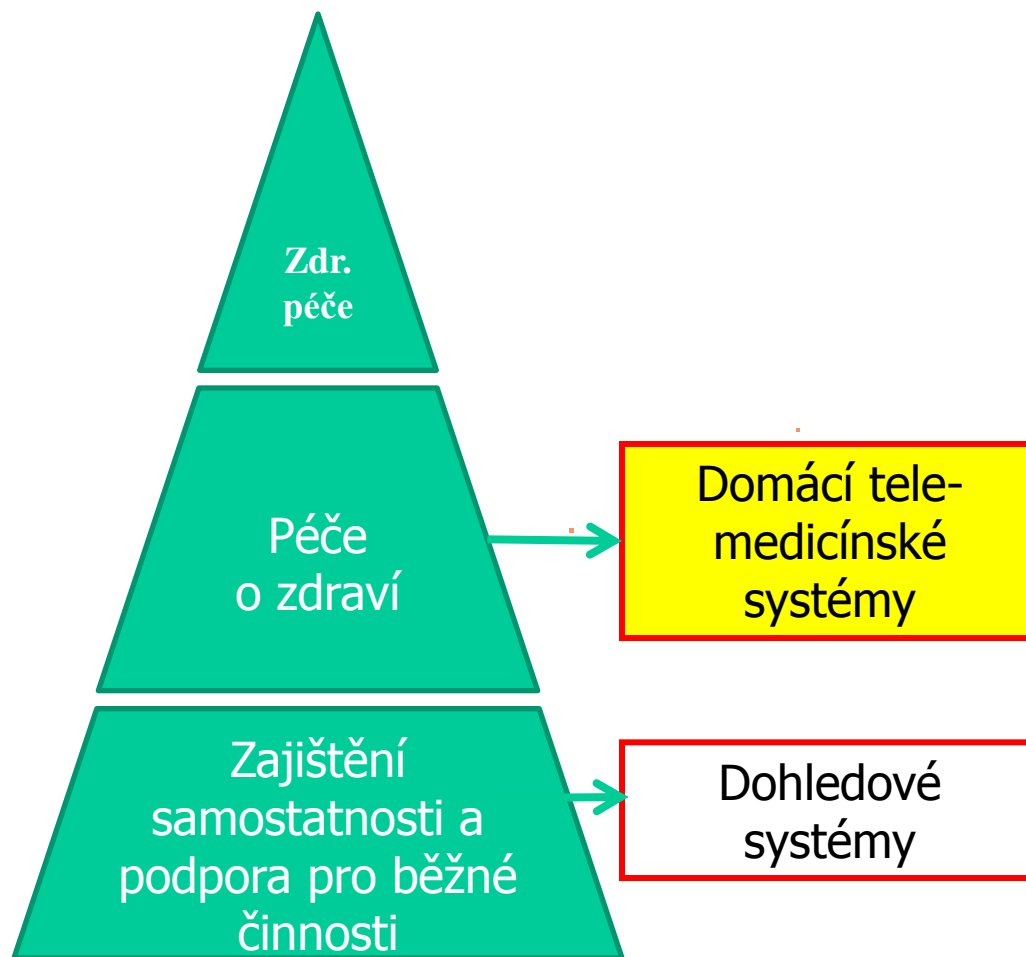 Zdr.
péče
Péče
o zdraví
Domácí tele-
medicínské
systémy
Zajištění
samostatnosti a
podpora pro běžné
činnosti
Dohledové
systémy